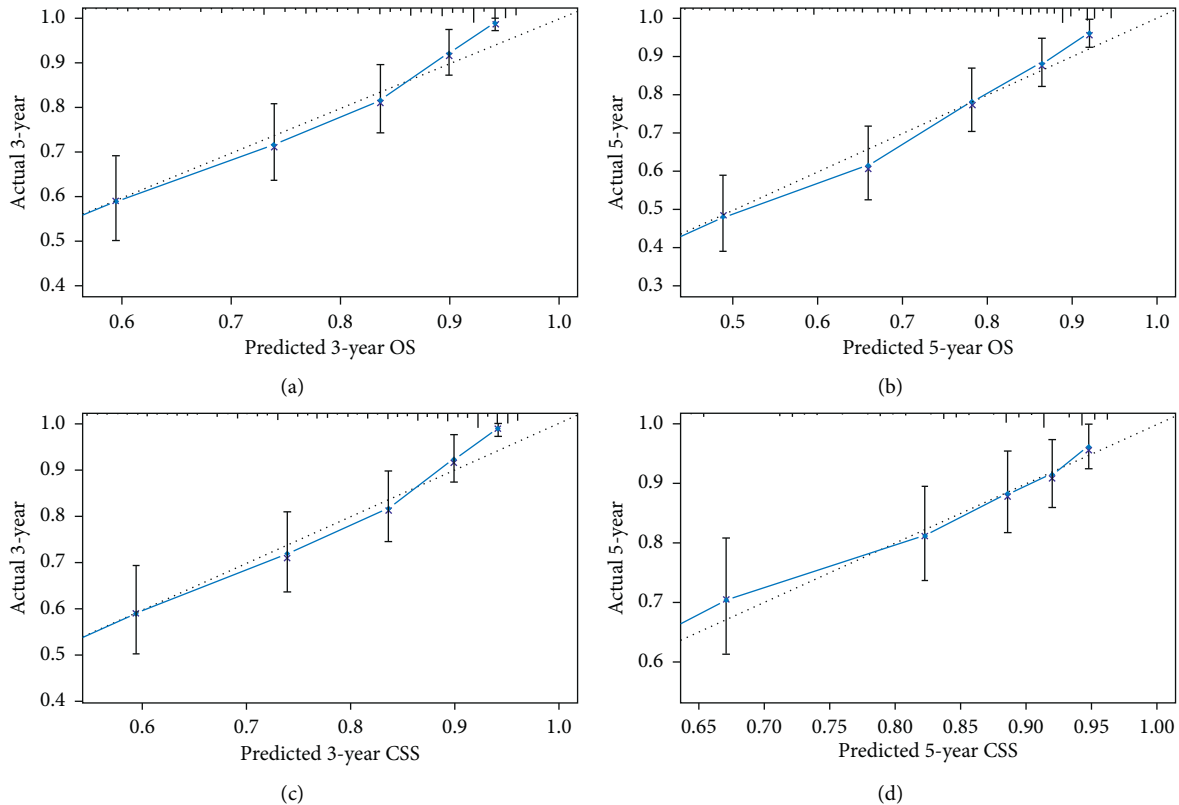 1.0
0.9
0.8
0.7
0.6
0.5
0.4
Actual 3-year
0.6 0.7 0.8 0.9 1.0
Predicted 3-year OS
(a)
1.0
0.9
0.8
0.7
0.6
0.5
0.4
0.3
Actual 5-year
0.5 0.6 0.7 0.8 0.9 1.0
Predicted 5-year OS
(b)
1.0
0.9
0.8
0.7
0.6
0.5
0.4
Actual 3-year
0.6 0.7 0.8 0.9 1.0
Predicted 3-year CSS
(c)
1.0
0.9
0.8
0.7
0.6
Actual 5-year
0.65 0.70 0.80 0.85 0.90 0.95 1.00
Predicted 5-year CSS
(d)